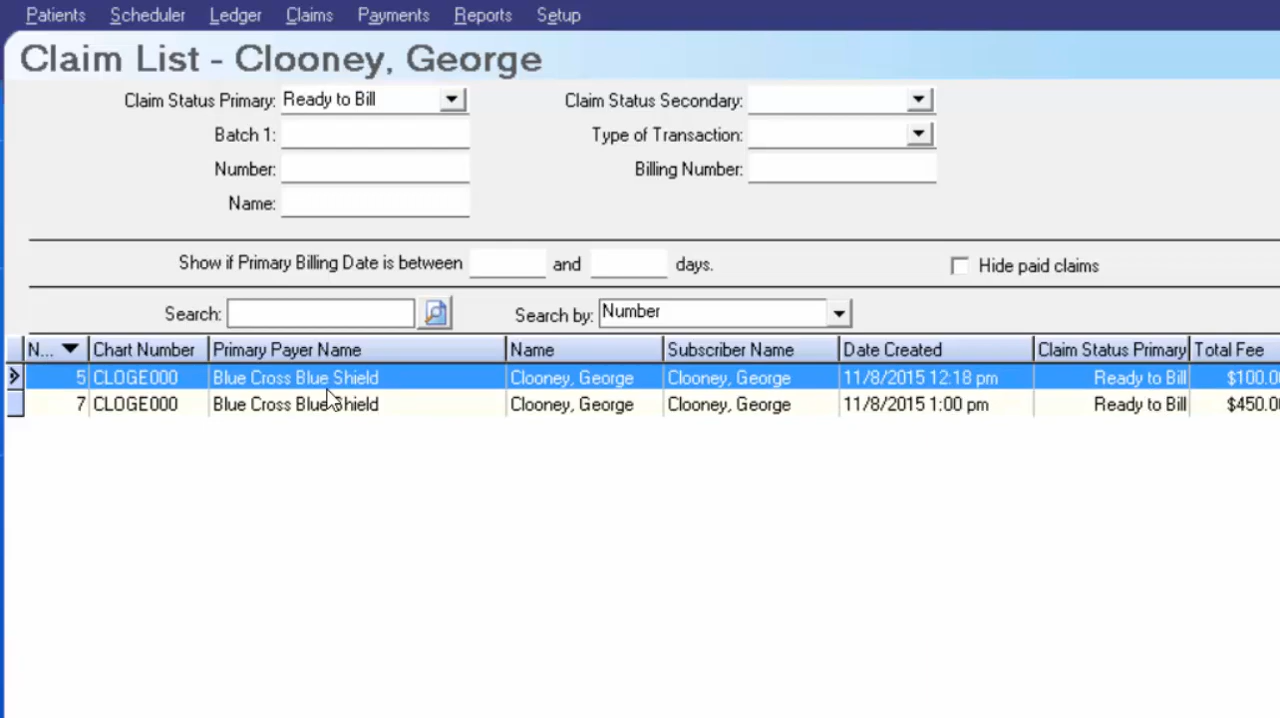 Patients Scheduler Ledger Claims Payments Reports Setup
Claim List - Clooney, George
Claim Status Primary: Ready to Bill Claim Status Secondary:
Batch 1: Type of Transaction:
Number: Billing Number:
Name:
Show if Primary Billing Date is between and days.
Hide paid claims
Search: Search by: Number
N... Chart Number Primary Payer Name Name Subscriber Name Date Created Claim Status Primary Total Fee
5 CLOGE000 Blue Cross Blue Shield Clooney, George Clooney, George 11/8/2015 12:18 pm Ready to Bill $100.0
7 CLOGE000 Blue Cross Blue Shield Clooney, George Clooney, George 11/8/2015 1:00 pm Ready to Bill $450.0